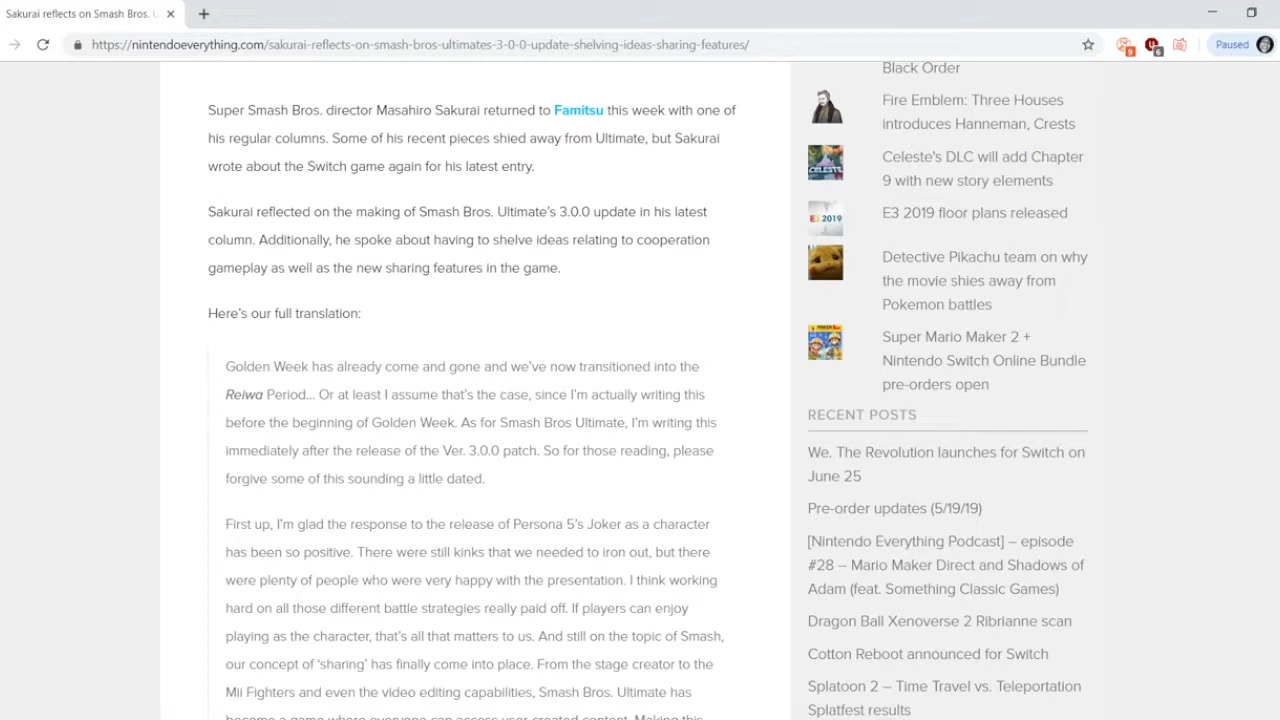 Sakurai reflects on Smash Bros. U
https://nintendoeverything.com/sakurai-reflects-on-smash-bros-ultimates-3-0-0-update-shelving-ideas-sharing-features/
9
6
Paused
Super Smash Bros. director Masahiro Sakurai returned to Famitsu this week with one of
his regular columns. Some of his recent pieces shied away from Ultimate, but Sakurai
wrote about the Switch game again for his latest entry.
Sakurai reflected on the making of Smash Bros. Ultimate's 3.0.0 update in his latest
column. Additionally, he spoke about having to shelve ideas relating to cooperation
gameplay as well as the new sharing features in the game.
Here's our full translation:
Golden Week has already come and gone and we've now transitioned into the
Reiwa Period... Or at least I assume that's the case, since I'm actually writing this
before the beginning of Golden Week. As for Smash Bros Ultimate, I'm writing this
immediately after the release of the Ver. 3.0.0 patch. So for those reading, please
forgive some of this sounding a little dated.
First up, I'm glad the response to the release of Persona 5's Joker as a character
has been so positive. There were still kinks that we needed to iron out, but there
were plenty of people who were very happy with the presentation. I think working
hard on all those different battle strategies really paid off. If players can enjoy
playing as the character, that's all that matters to us. And still on the topic of Smash,
our concept of 'sharing' has finally come into place. From the stage creator to the
Mii Fighters and even the video editing capabilities, Smash Bros. Ultimate has
become a game where everyone can access user-created content. Making this
Black Order
Fire Emblem: Three Houses
introduces Hanneman, Crests
CELESTE
Celeste's DLC will add Chapter
9 with new story elements
E3 2019
E3 2019 floor plans released
Detective Pikachu team on why
the movie shies away from
Pokemon battles
Super Mario Maker 2 +
Nintendo Switch Online Bundle
pre-orders open
RECENT POSTS
We. The Revolution launches for Switch on
June 25
Pre-order updates (5/19/19)
[Nintendo Everything Podcast] – episode
#28 – Mario Maker Direct and Shadows of
Adam (feat. Something Classic Games)
Dragon Ball Xenoverse 2 Ribrianne scan
Cotton Reboot announced for Switch
Splatoon 2 – Time Travel vs. Teleportation
Splatfest results